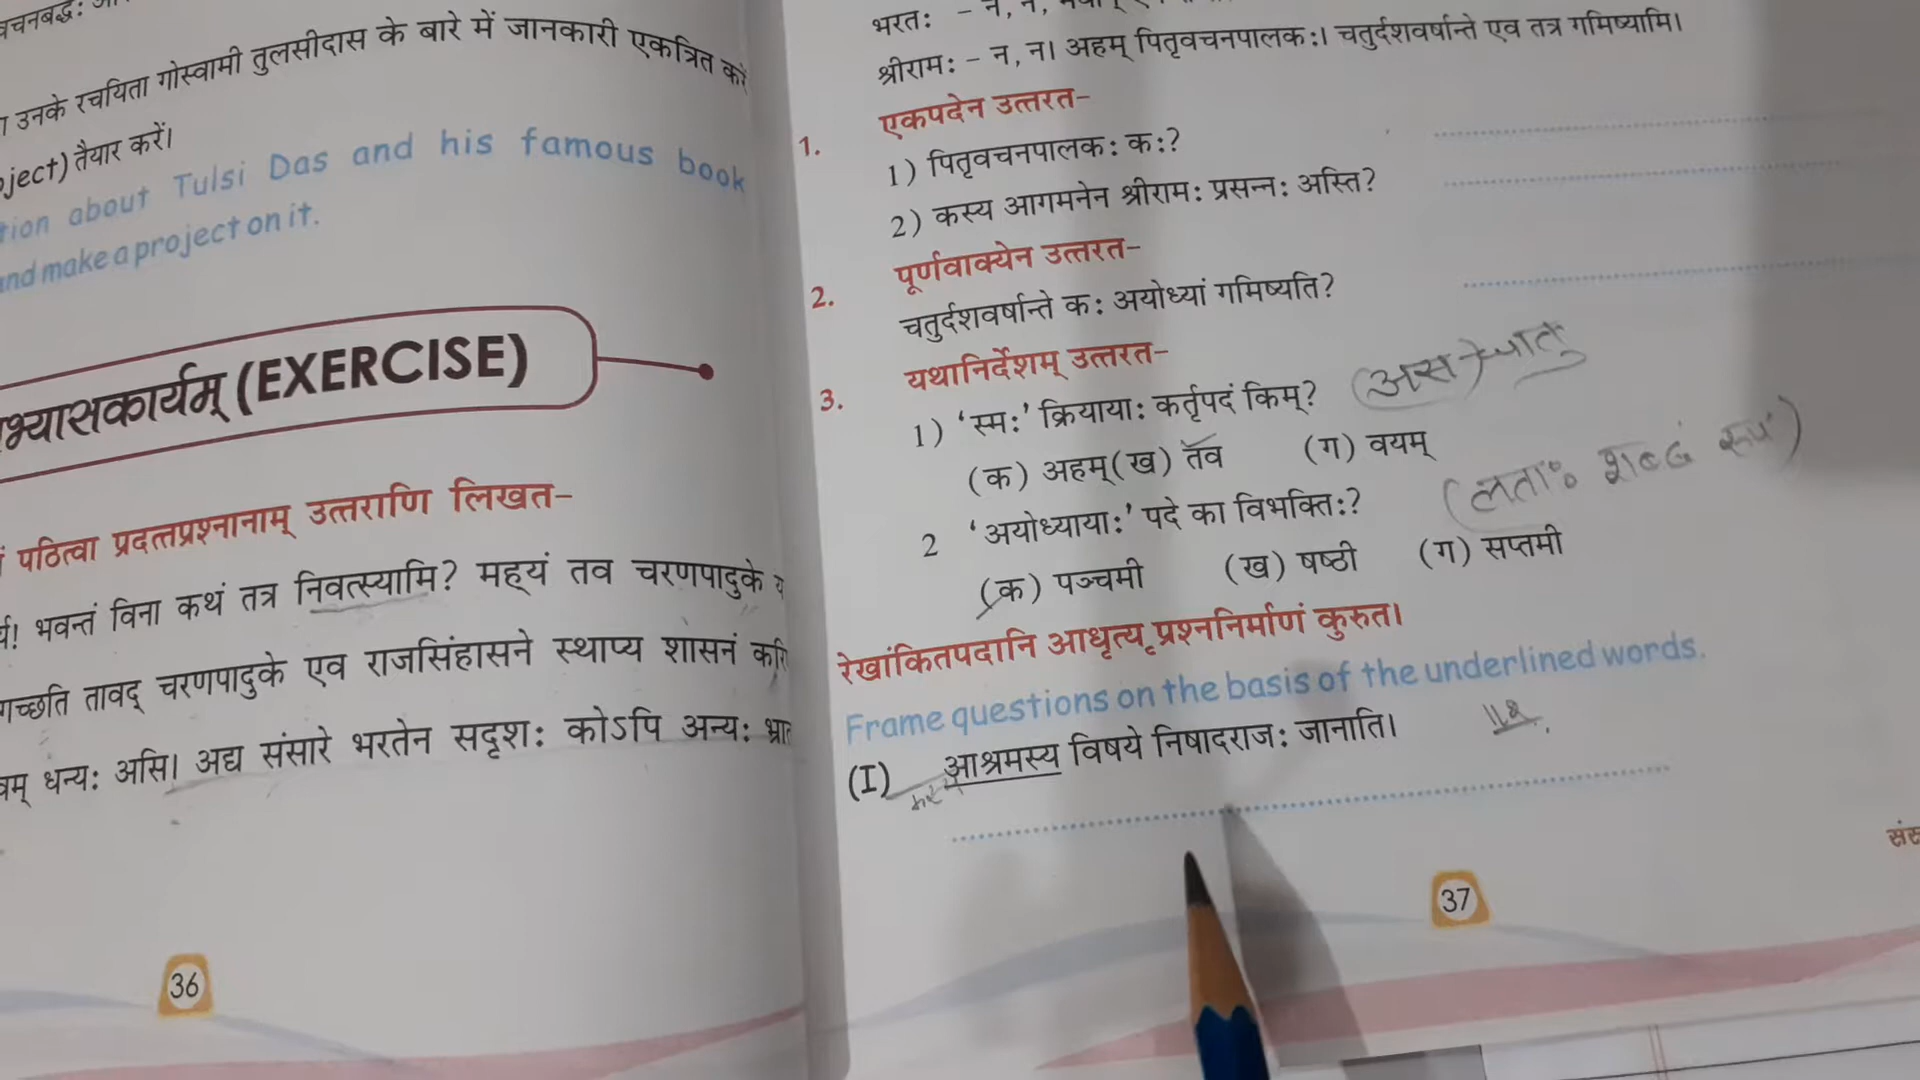 उनके रचयिता गोस्वामी तुलसीदास के बारे में जानकारी एकत्रित करें
ject) तैयार करें।
tion about Tulsi Das and his famous book
nd make a project on it.
भ्यासकार्यम् (EXERCISE)
पठित्वा प्रदत्तप्रश्नानाम् उत्तराणि लिखत–
भवन्तं विना कथं तत्र निवत्स्यामि? मह्यं तव चरणपादुके
गच्छति तावद् चरणपादुके एव राजसिंहासने स्थाप्य शासनं
धन्यः असि। अद्य संसारे भरतेन सदृशः कोऽपि अन्यः
36
भरतः – न, न,
श्रीरामः – न, न। अहम् पितृवचनपालकः। चतुर्दशवर्षान्ते एव तत्र गमिष्यामि।
1. एकपदेन उत्तरत–
1) पितृवचनपालकः कः?
2) कस्य आगमनेन श्रीरामः प्रसन्नः अस्ति?
2. पूर्णवाक्येन उत्तरत–
चतुर्दशवर्षान्ते कः अयोध्यां गमिष्यति?
3. यथानिर्देशम् उत्तरत–
1) ‘स्मः’ क्रियायाः कर्तृपदं किम्? (अस → धातु
(क) अहम् (ख) तव (ग) वयम्
2 ‘अयोध्यायाः’ पदे का विभक्तिः? (लताः शब्द रूप)
(क) पञ्चमी (ख) षष्ठी (ग) सप्तमी
रेखांकितपदानि आधृत्य प्रश्ननिर्माणं कुरुत।
Frame questions on the basis of the underlined words.
(I) आश्रमस्य विषये निषादराजः जानाति।
37